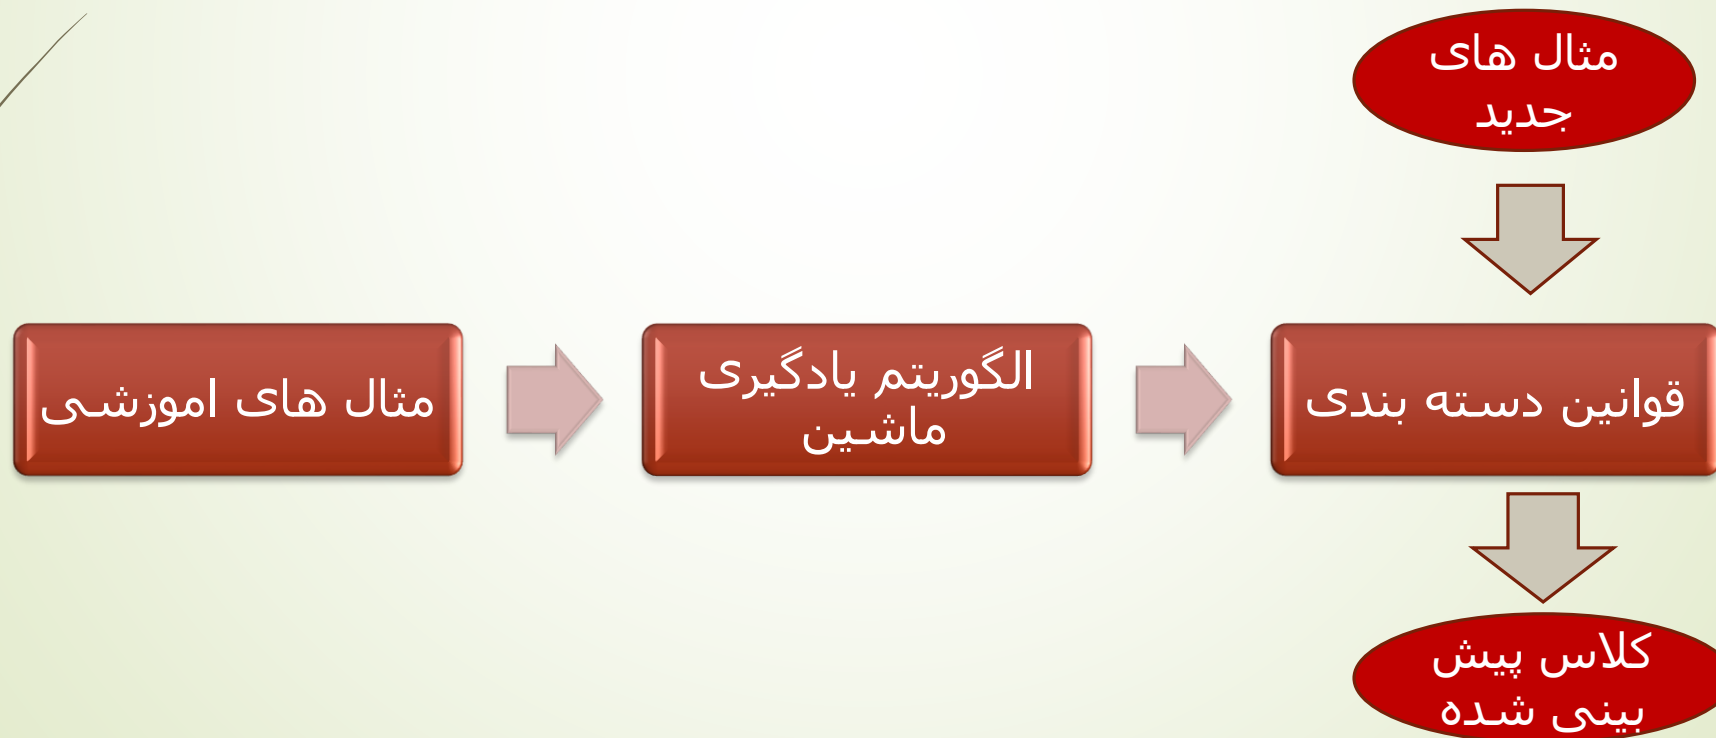 مثال های
جدید
مثال های اموزشی
الگوریتم یادگیری
ماشین
قوانین دسته بندی
کلاس پیش
بینی شده